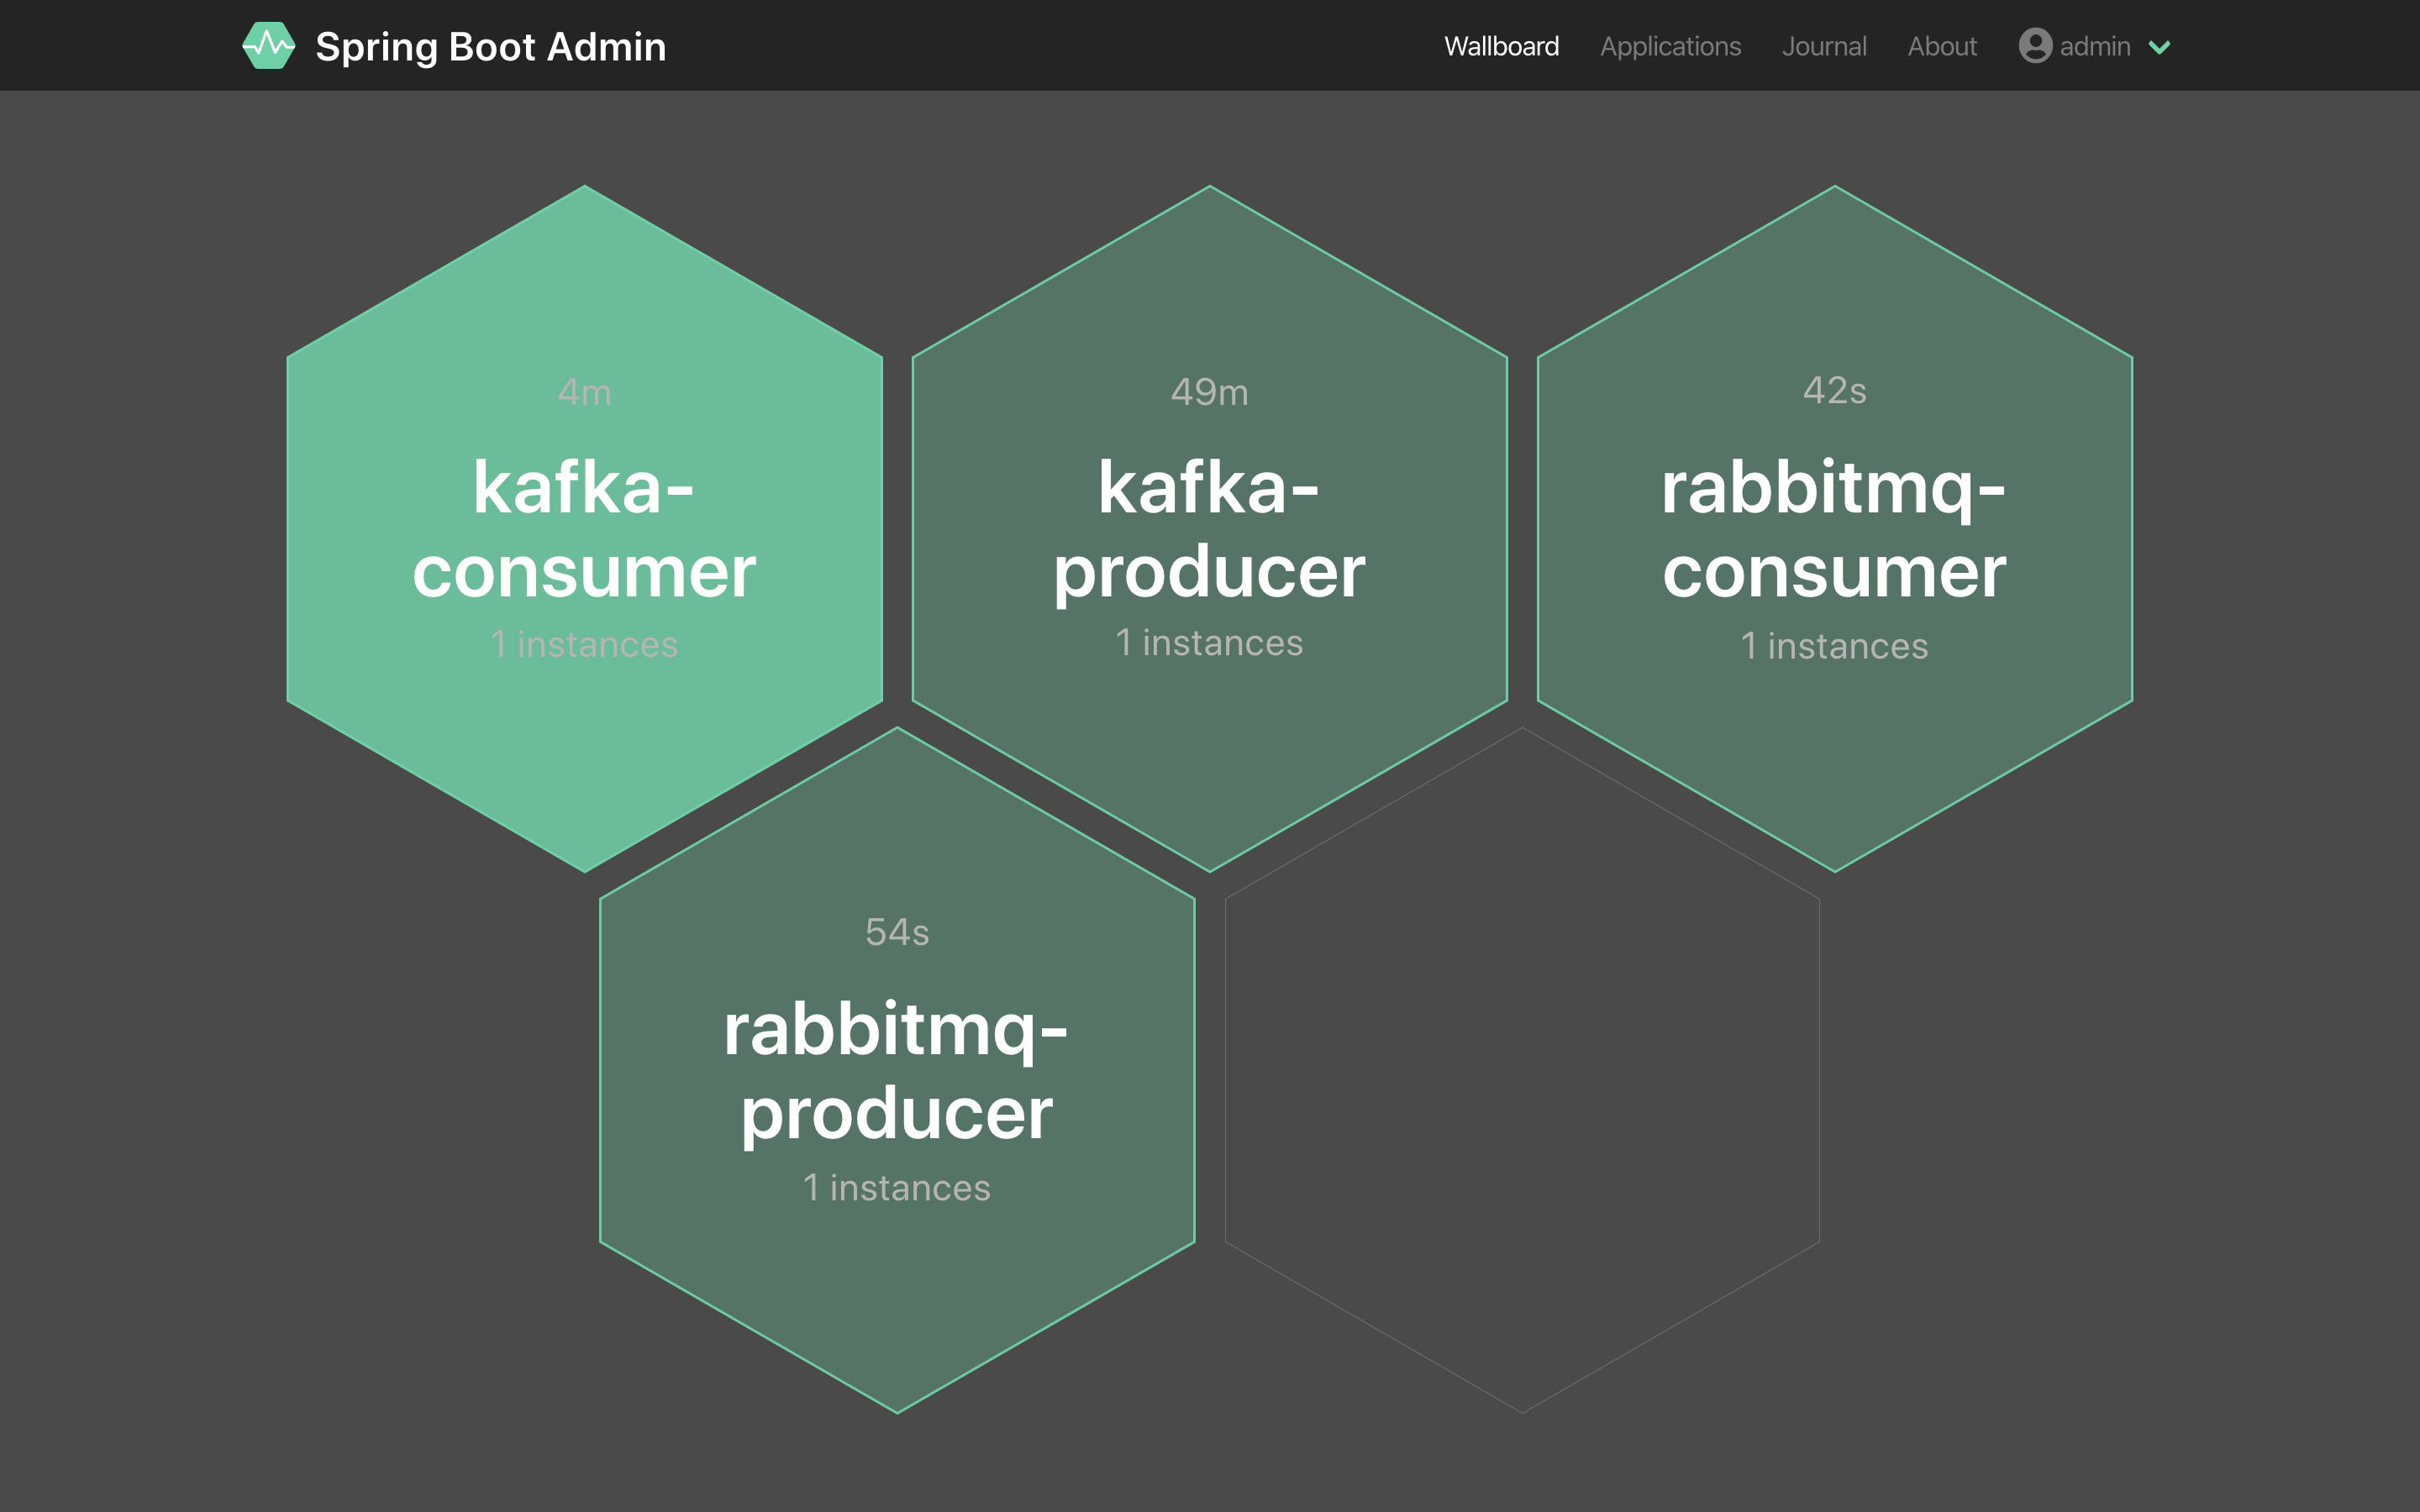 Spring Boot Admin
Wallboard Applications Journal About admin
4m
kafka-
consumer
1 instances
49m
kafka-
producer
1 instances
42s
rabbitmq-
consumer
1 instances
54s
rabbitmq-
producer
1 instances